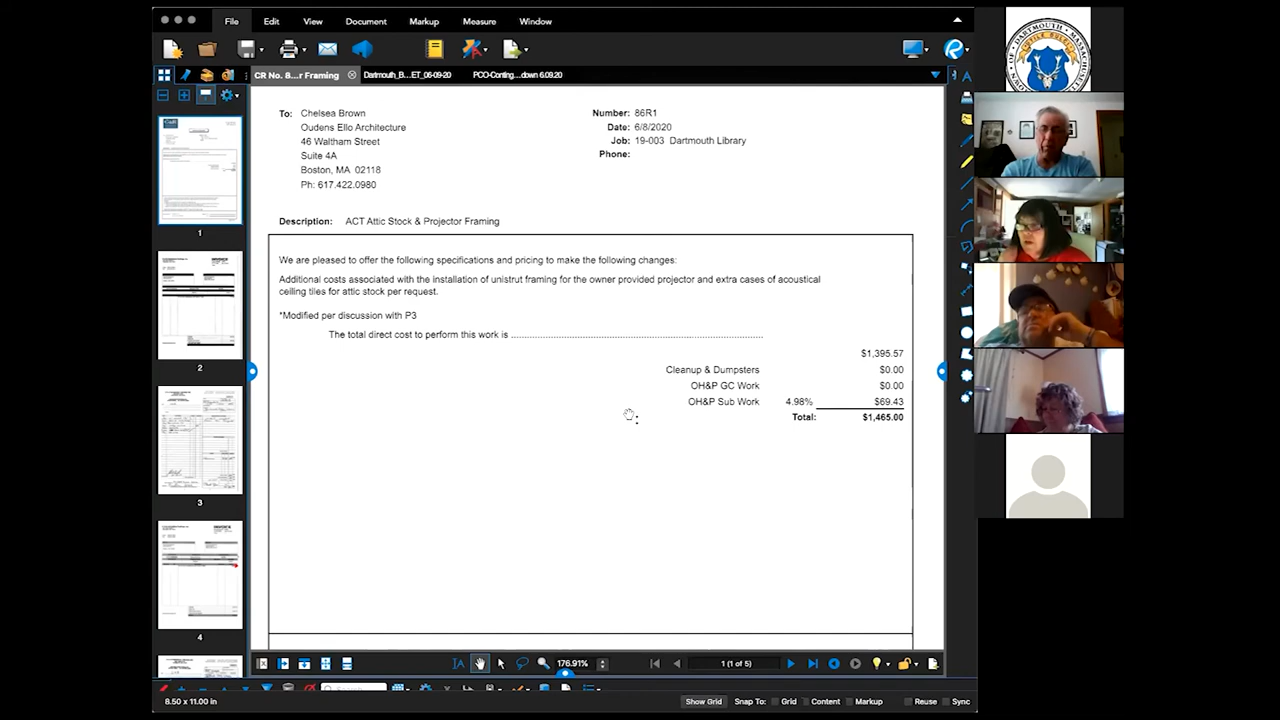 File Edit View Document Markup Measure Window
CR No. 8...r Framing Dartmouth_B...ET_06-09-20 PCO-Conting...down 6.09.20
To: Chelsea Brown
Oudens Ello Architecture
46 Waltham Street
Suite 4A
Boston, MA 02118
Ph: 617.422.0980
Number: 86R1
Date: 6/8/2020
Job: 19-003 Dartmouth Library
Phone:
Description: ACT Attic Stock & Projector Framing
We are pleased to offer the following specifications and pricing to make the following changes:
Additional costs associated with the installation of unistrut framing for the owner provided projector and extra cases of acoustical
ceiling tiles for attic stock per request.
*Modified per discussion with P3
The total direct cost to perform this work is ..........................................................................................
$1,395.57
Cleanup & Dumpsters $0.00
OH&P GC Work $0.00
OH&P Sub Work 4.98% $69.43
Total: $1,465.00
1
2
3
4
176.91% 1 (1 of 5)
8.50 x 11.00 in Show Grid Snap To: Grid Content Markup Reuse Sync